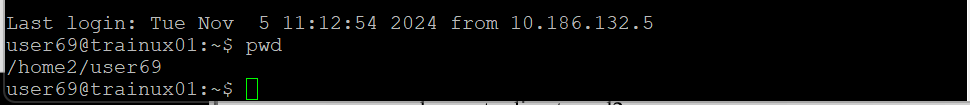 Last login: Tue Nov  5 11:12:54 2024 from 10.186.132.5
user69@trainux01:~$ pwd
/home2/user69
user69@trainux01:~$